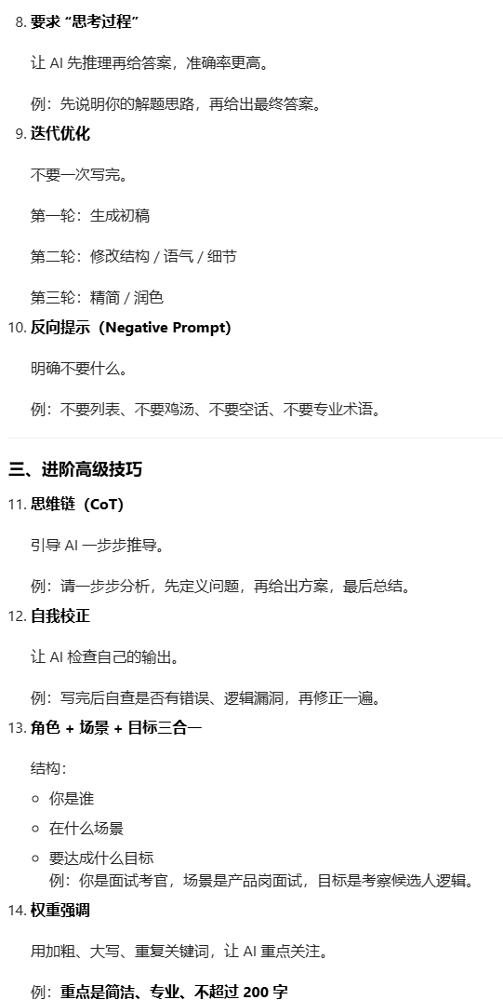 8. 要求 “思考过程”
让 AI 先推理再给答案，准确率更高。
例：先说明你的解题思路，再给出最终答案。
9. 迭代优化
不要一次写完。
第一轮：生成初稿
第二轮：修改结构 / 语气 / 细节
第三轮：精简 / 润色
10. 反向提示（Negative Prompt）
明确不要什么。
例：不要列表、不要鸡汤、不要空话、不要专业术语。
三、进阶高级技巧
11. 思维链（CoT）
引导 AI 一步步推导。
例：请一步步分析，先定义问题，再给出方案，最后总结。
12. 自我校正
让 AI 检查自己的输出。
例：写完后自查是否有错误、逻辑漏洞，再修正一遍。
13. 角色 + 场景 + 目标三合一
结构：
○ 你是谁
○ 在什么场景
○ 要达成什么目标
例：你是面试考官，场景是产品岗面试，目标是考察候选人逻辑。
14. 权重强调
用加粗、大写、重复关键词，让 AI 重点关注。
例：重点是简洁、专业、不超过 200 字